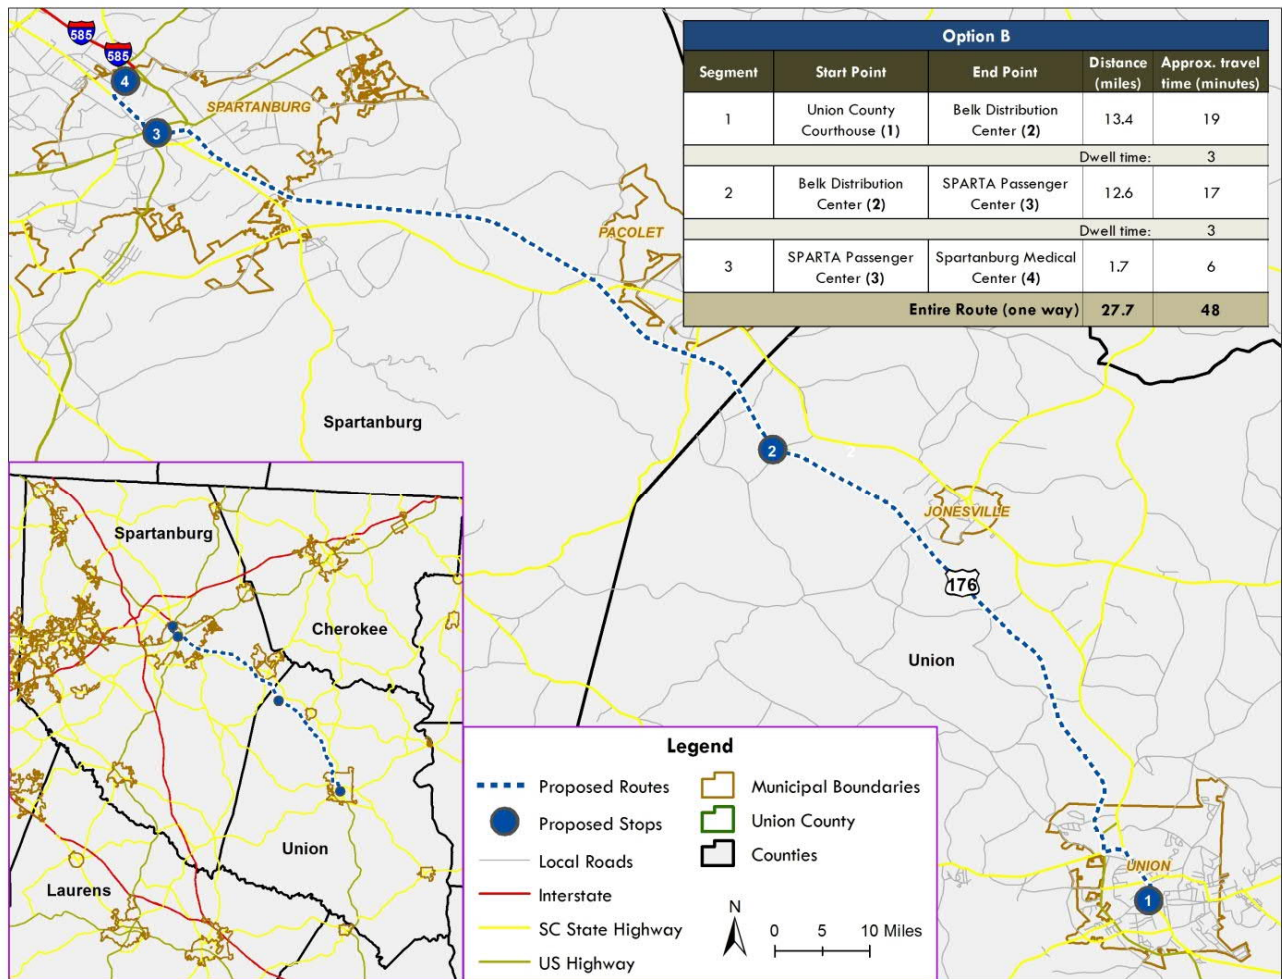 585
585
4
SPARTANBURG
3
PACOLET
Spartanburg
2
2
JONESVILLE
176
Union
UNION
1
Option B
Segment Start Point End Point Distance (miles) Approx. travel time (minutes)
1 Union County Courthouse (1) Belk Distribution Center (2) 13.4 19
Dwell time: 3
2 Belk Distribution Center (2) SPARTA Passenger Center (3) 12.6 17
Dwell time: 3
3 SPARTA Passenger Center (3) Spartanburg Medical Center (4) 1.7 6
Entire Route (one way) 27.7 48
Spartanburg
Cherokee
Union
Laurens
Legend
Proposed Routes
Proposed Stops
Local Roads
Interstate
SC State Highway
US Highway
Municipal Boundaries
Union County
Counties
N
0 5 10 Miles